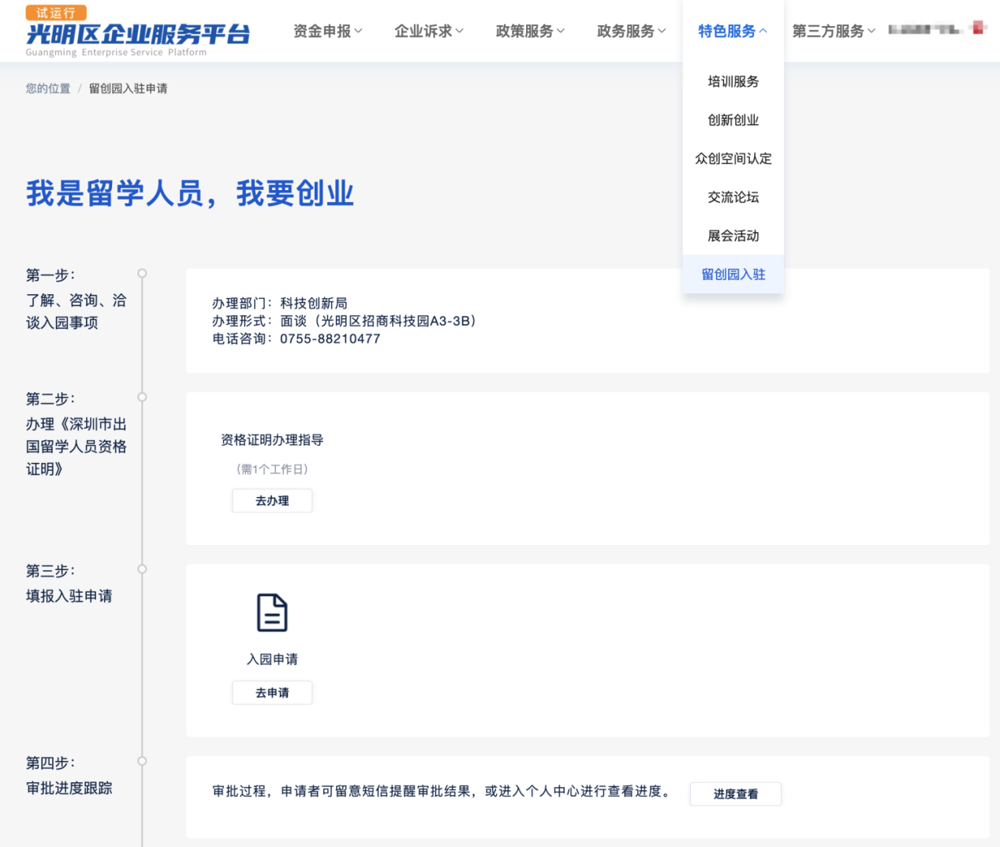 试运行
光明区企业服务平台
Guangming Enterprise Service Platform
资金申报 企业诉求 政策服务 政务服务 特色服务 第三方服务
培训服务
创新创业
众创空间认定
交流论坛
展会活动
留创园入驻
您的位置 / 留创园入驻申请
我是留学人员，我要创业
第一步：
了解、咨询、洽
谈入园事项
办理部门：科技创新局
办理形式：面谈（光明区招商科技园A3-3B）
电话咨询：0755-88210477
第二步：
办理《深圳市出
国留学人员资格
证明》
资格证明办理指导
（需1个工作日）
去办理
第三步：
填报入驻申请
入园申请
去申请
第四步：
审批进度跟踪
审批过程，申请者可留意短信提醒审批结果，或进入个人中心进行查看进度。
进度查看